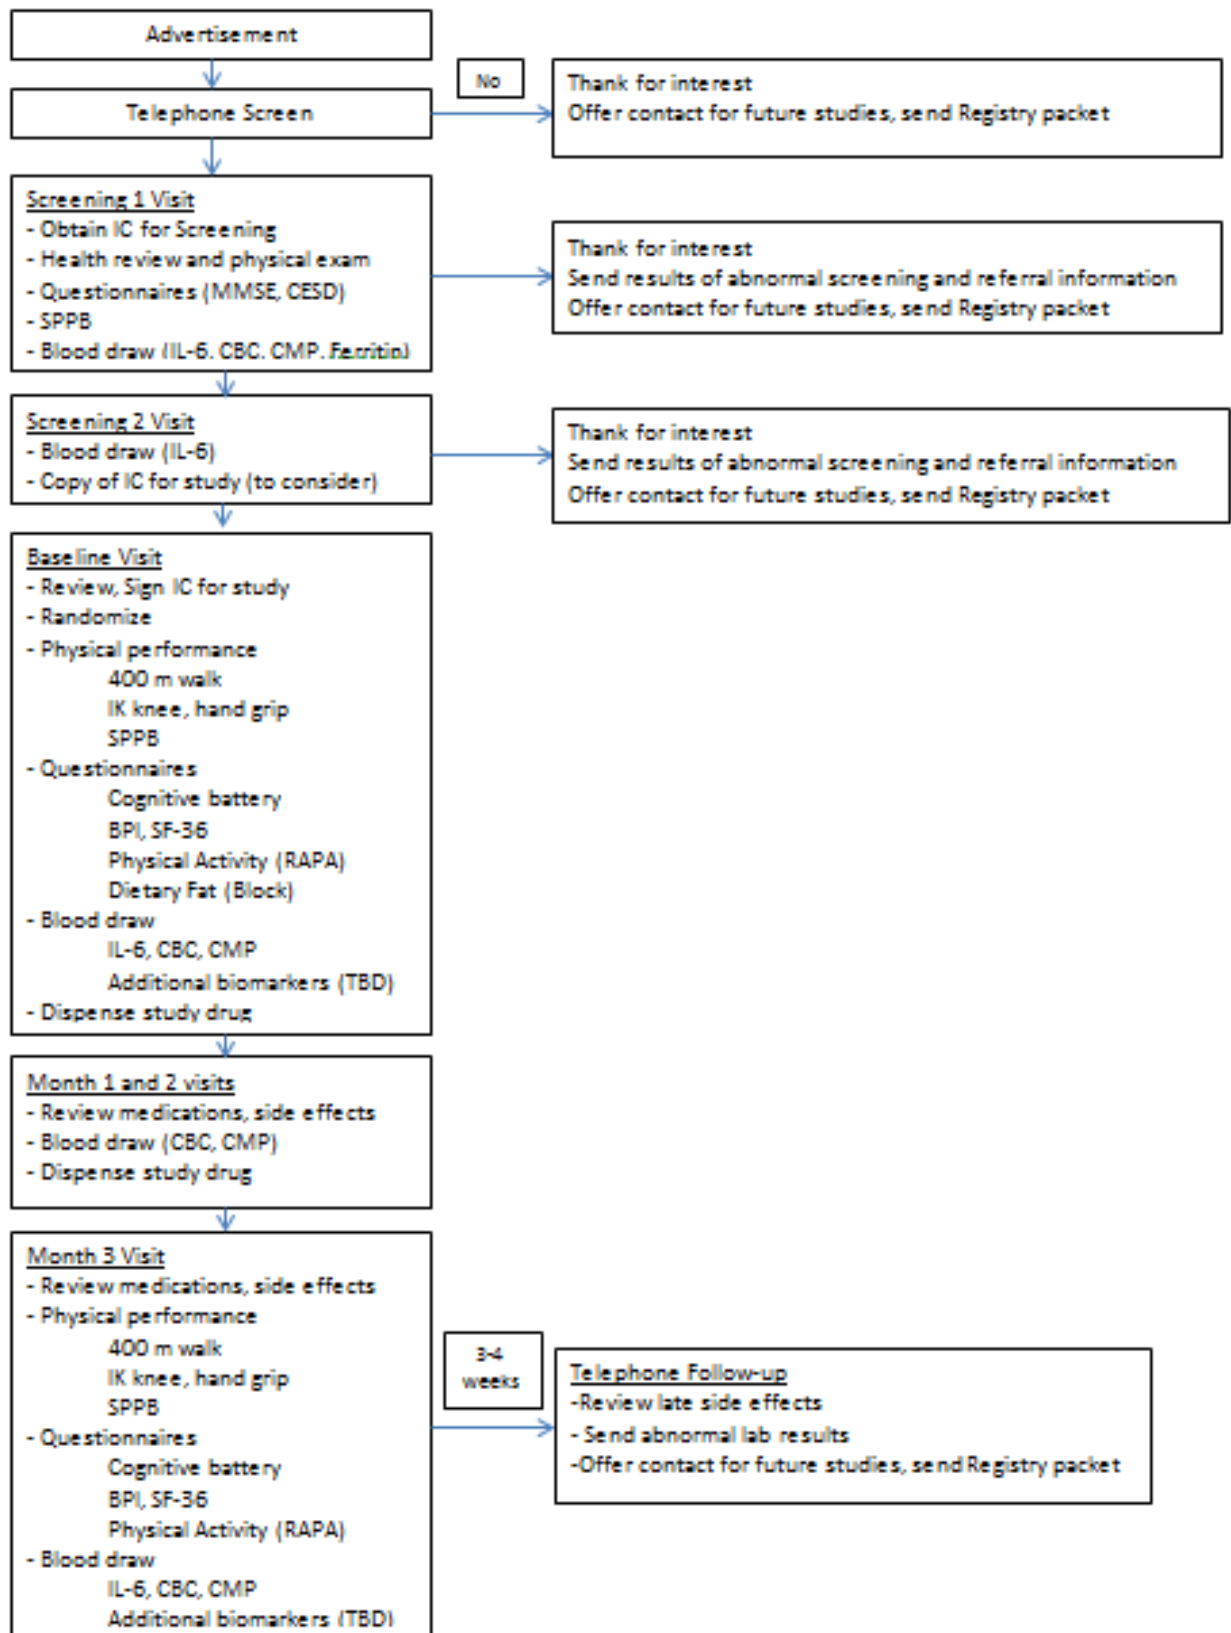 Advertisement
No
Telephone Screen
Thank for interest
Offer contact for future studies, send Registry packet
Screening 1 Visit
- Obtain IC for Screening
- Health review and physical exam
- Questionnaires (MMSE, CESD)
- SPPB
- Blood draw (IL-6. CBC. CMP. Ferritin)
Thank for interest
Send results of abnormal screening and referral information
Offer contact for future studies, send Registry packet
Screening 2 Visit
- Blood draw (IL-6)
- Copy of IC for study (to consider)
Thank for interest
Send results of abnormal screening and referral information
Offer contact for future studies, send Registry packet
Baseline Visit
- Review, Sign IC for study
- Randomize
- Physical performance
400 m walk
IK knee, hand grip
SPPB
- Questionnaires
Cognitive battery
BPI, SF-36
Physical Activity (RAPA)
Dietary Fat (Block)
- Blood draw
IL-6, CBC, CMP
Additional biomarkers (TBD)
- Dispense study drug
Month 1 and 2 visits
- Review medications, side effects
- Blood draw (CBC, CMP)
- Dispense study drug
Month 3 Visit
- Review medications, side effects
- Physical performance
400 m walk
IK knee, hand grip
SPPB
- Questionnaires
Cognitive battery
BPI, SF-36
Physical Activity (RAPA)
- Blood draw
IL-6, CBC, CMP
Additional biomarkers (TBD)
3-4
weeks
Telephone Follow-up
-Review late side effects
- Send abnormal lab results
-Offer contact for future studies, send Registry packet